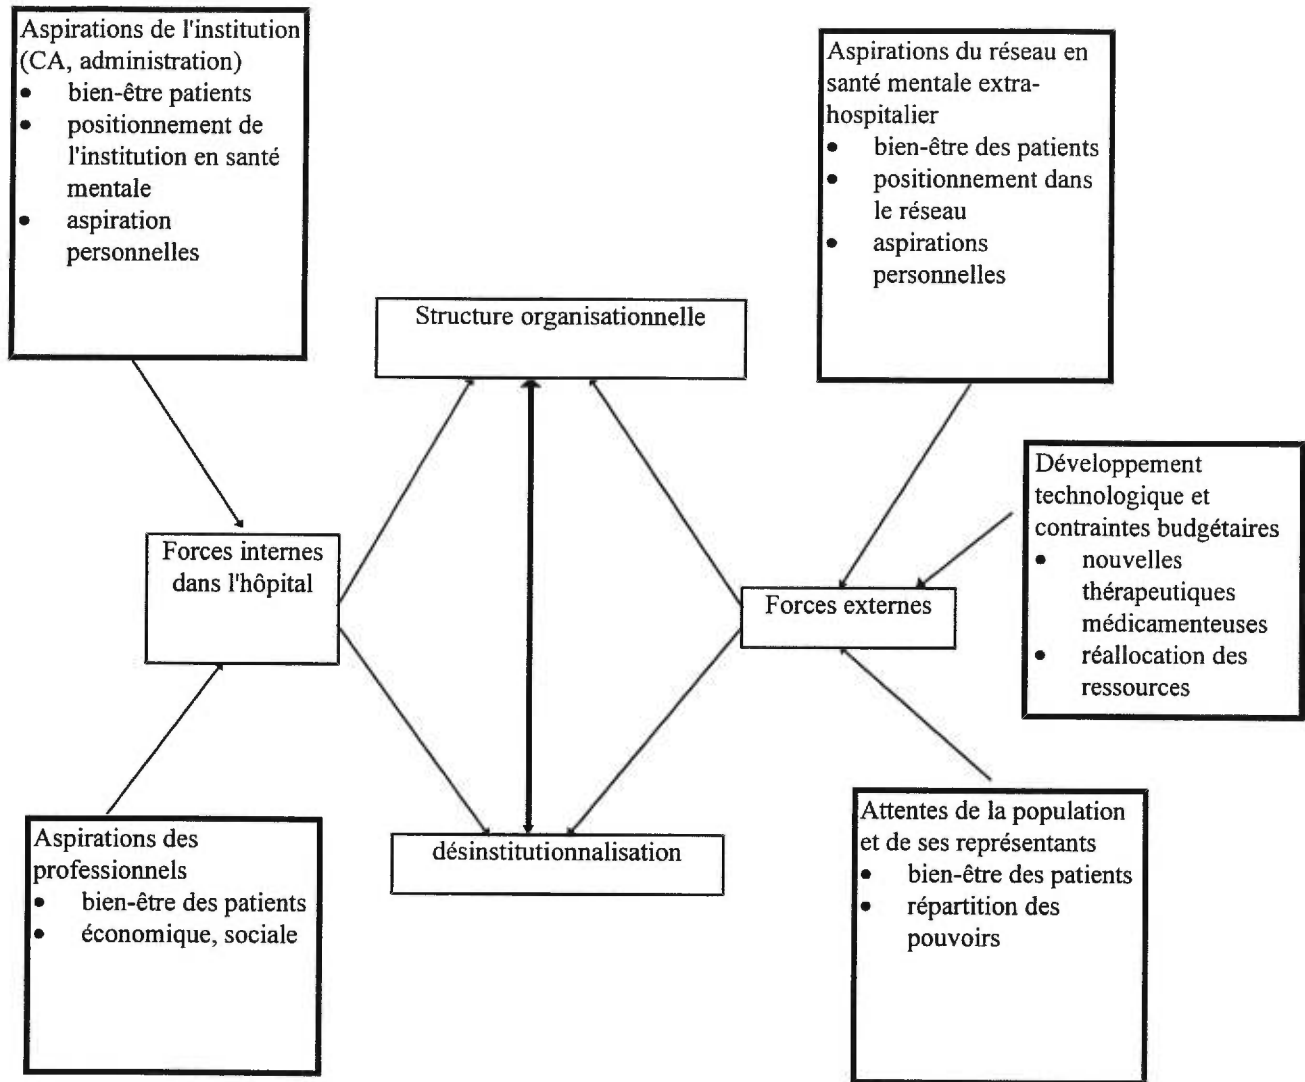 Aspirations de l'institution
(CA, administration)
• bien-être patients
• positionnement de
l'institution en santé
mentale
• aspiration
personnelles
Aspirations du réseau en
santé mentale extra-
hospitalier
• bien-être des patients
• positionnement dans
le réseau
• aspirations
personnelles
Structure organisationnelle
Développement
technologique et
contraintes budgétaires
• nouvelles
thérapeutiques
médicamenteuses
• réallocation des
ressources
Forces internes
dans l'hôpital
Forces externes
Aspirations des
professionnels
• bien-être des patients
• économique, sociale
désinstitutionnalisation
Attentes de la population
et de ses représentants
• bien-être des patients
• répartition des
pouvoirs